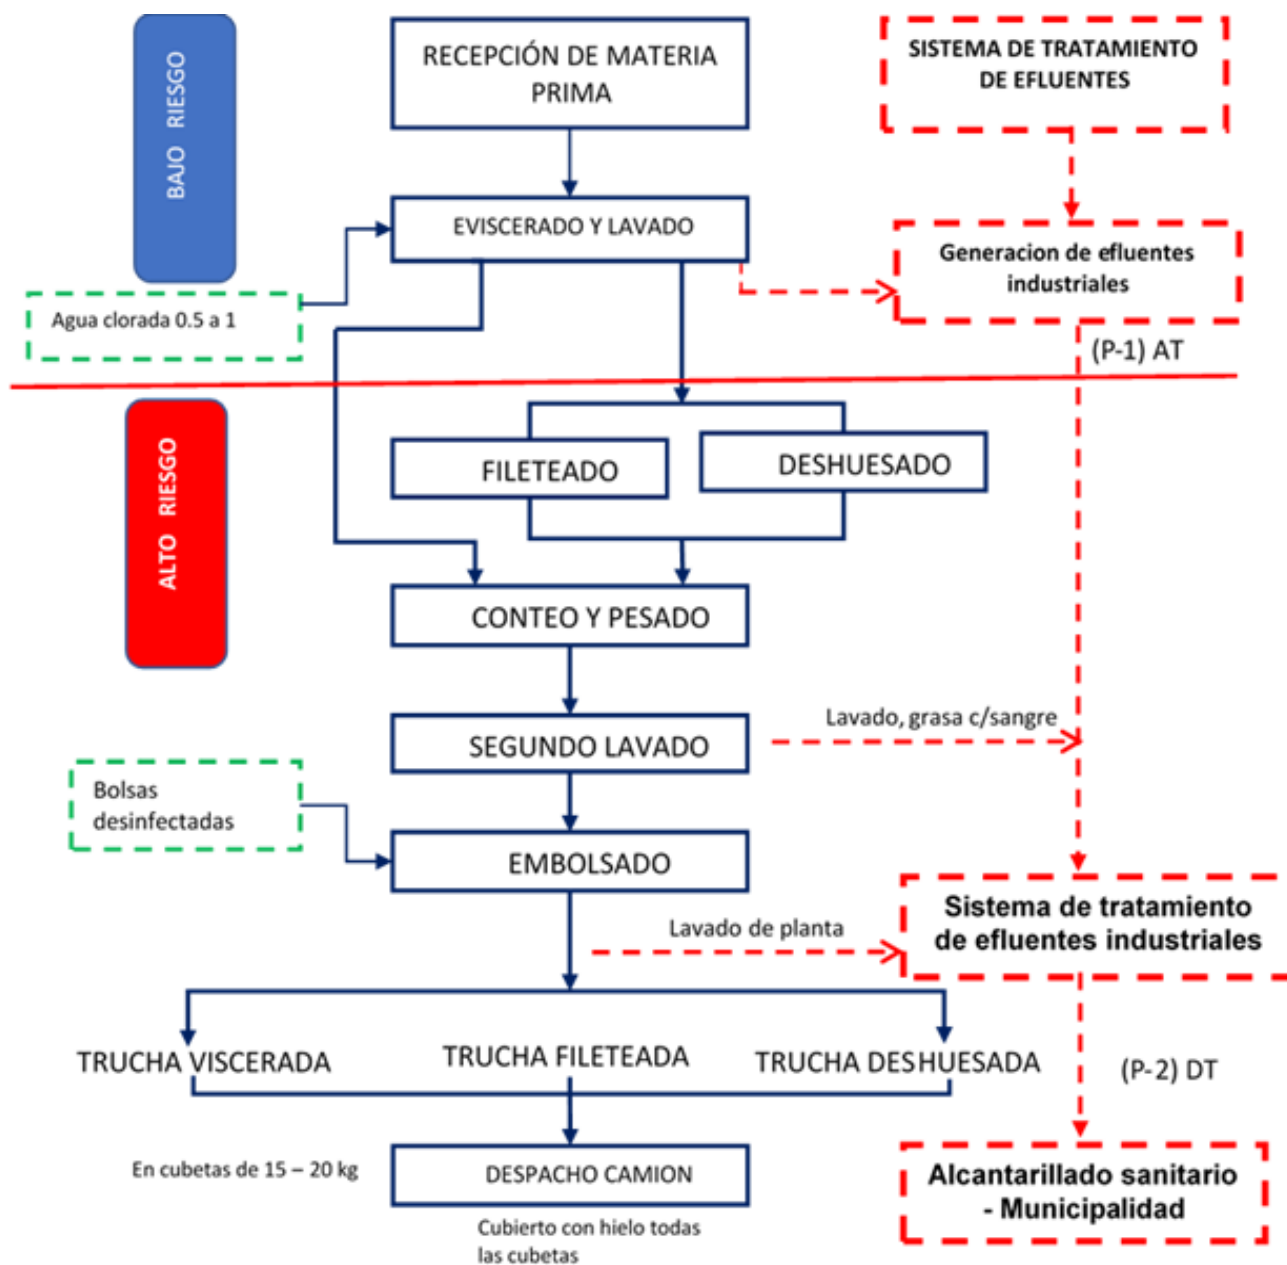 BAJO RIESGO
RECEPCIÓN DE MATERIA
PRIMA
SISTEMA DE TRATAMIENTO
DE EFLUENTES
EVISCERADO Y LAVADO
Generacion de efluentes
industriales
Agua clorada 0.5 a 1
(P-1) AT
ALTO RIESGO
FILETEADO
DESHUESADO
CONTEO Y PESADO
Lavado, grasa c/sangre
SEGUNDO LAVADO
Bolsas
desinfectadas
EMBOLSADO
Lavado de planta
Sistema de tratamiento
de efluentes industriales
TRUCHA VISCERADA
TRUCHA FILETEADA
TRUCHA DESHUESADA
(P-2) DT
En cubetas de 15 – 20 kg
DESPACHO CAMION
Alcantarillado sanitario
- Municipalidad
Cubierto con hielo todas
las cubetas